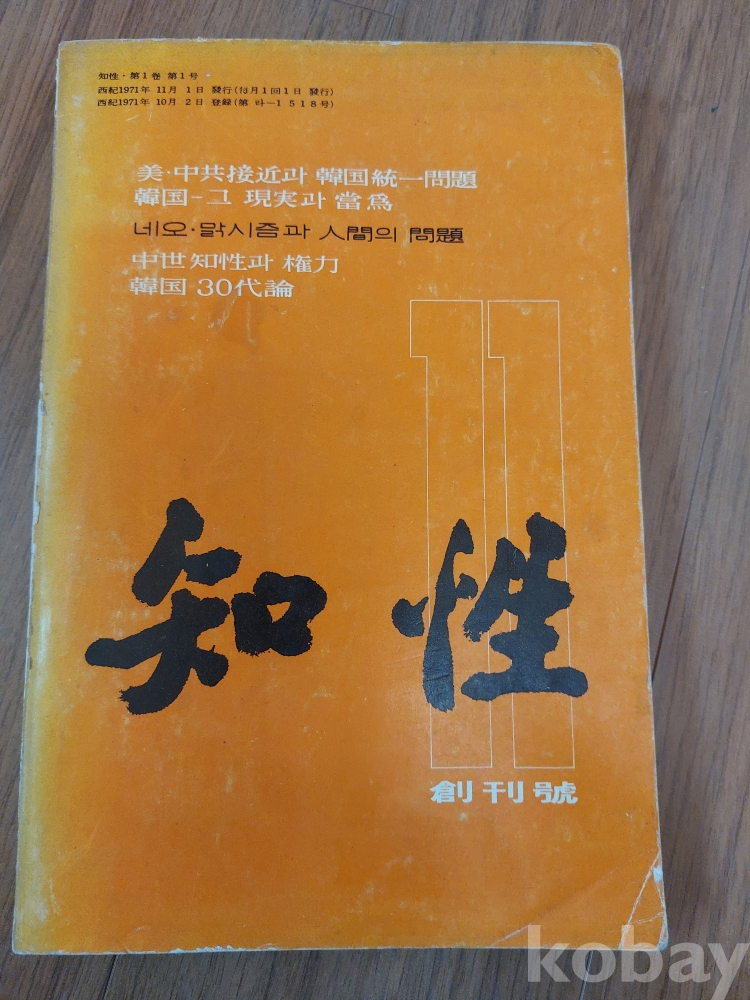 知性·第1卷 第1号
西紀1971年 11月 1日 發行(每月1回1日 發行)
西紀1971年 10月 2日 登録(第 라-1518号)
美·中共接近과 韓国統一問題
韓国-그 現実과 當爲
네오·맑시즘과 人間의 問題
中世知性과 権力
韓国 30代論
11
知性
創刊號
kobay